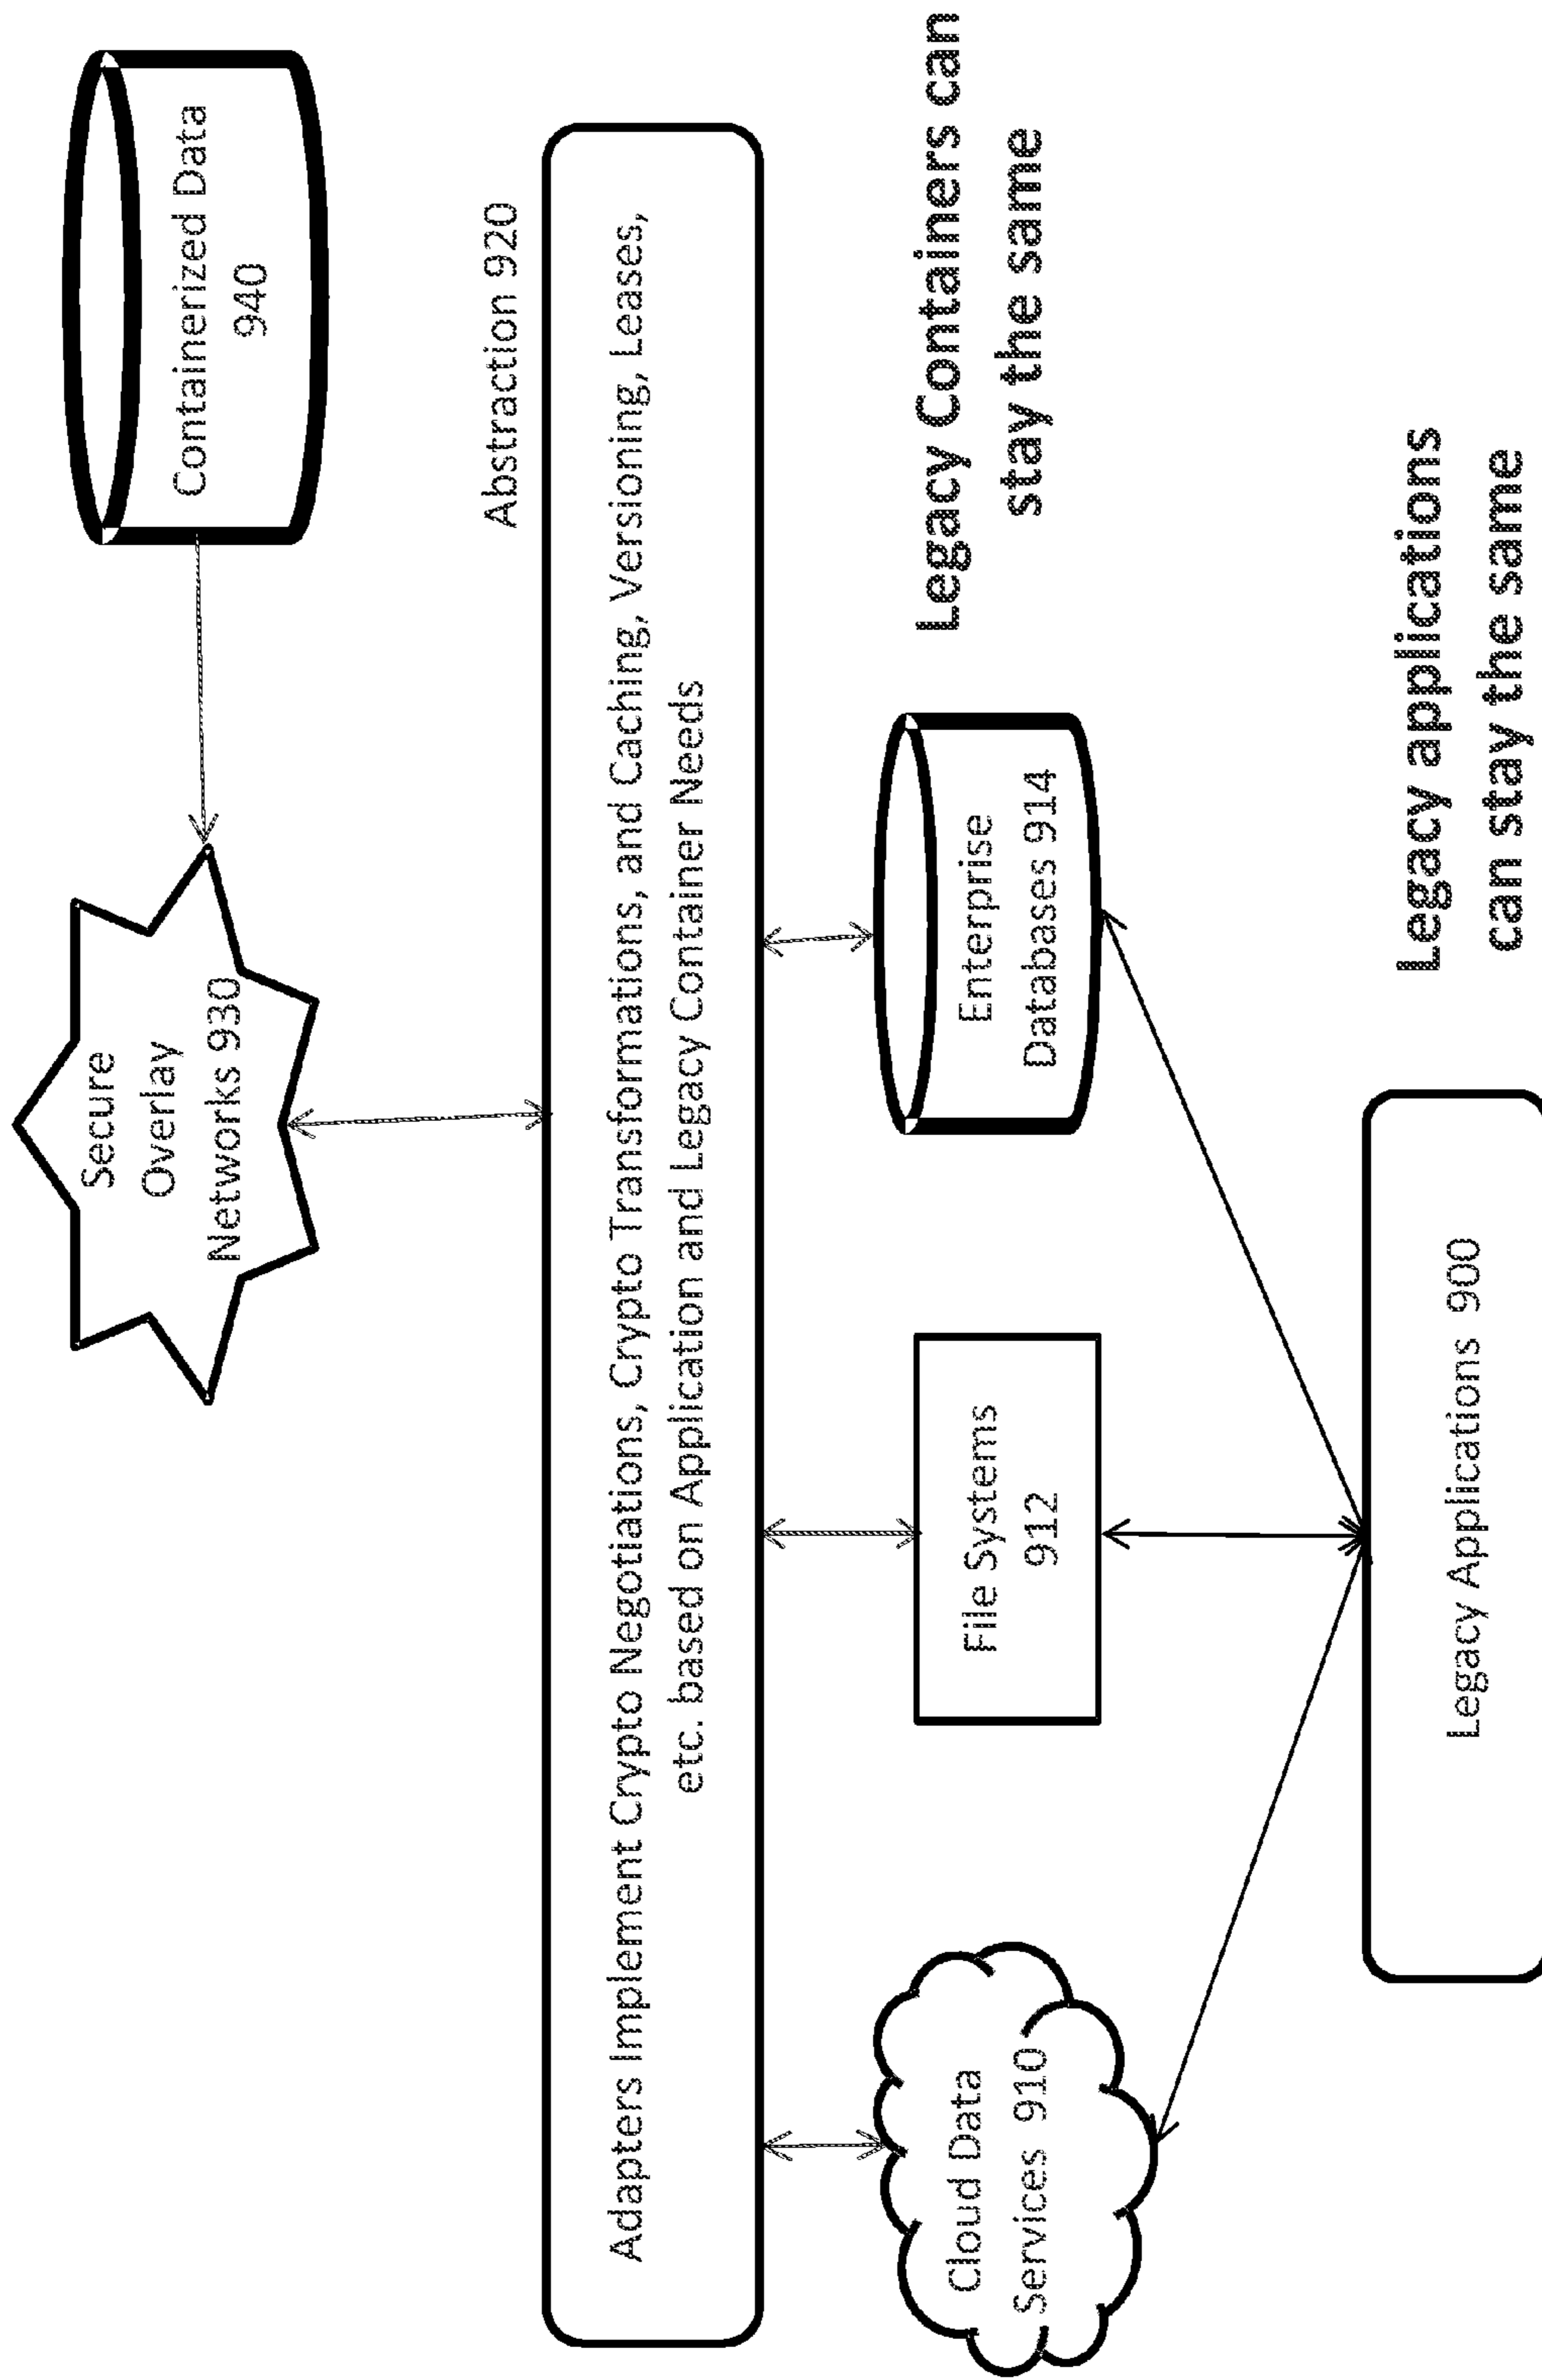 Secure
Overlay
Networks 930
Containerized Data
940
Abstraction 920
Adapters Implement Crypto Negotiations, Crypto Transformations, and Caching, Versioning, Leases,
etc. based on Application and Legacy Container Needs
Cloud Data
Services 910
File Systems
912
Enterprise
Databases 914
Legacy Containers can
stay the same
Legacy Applications 900
Legacy applications
can stay the same